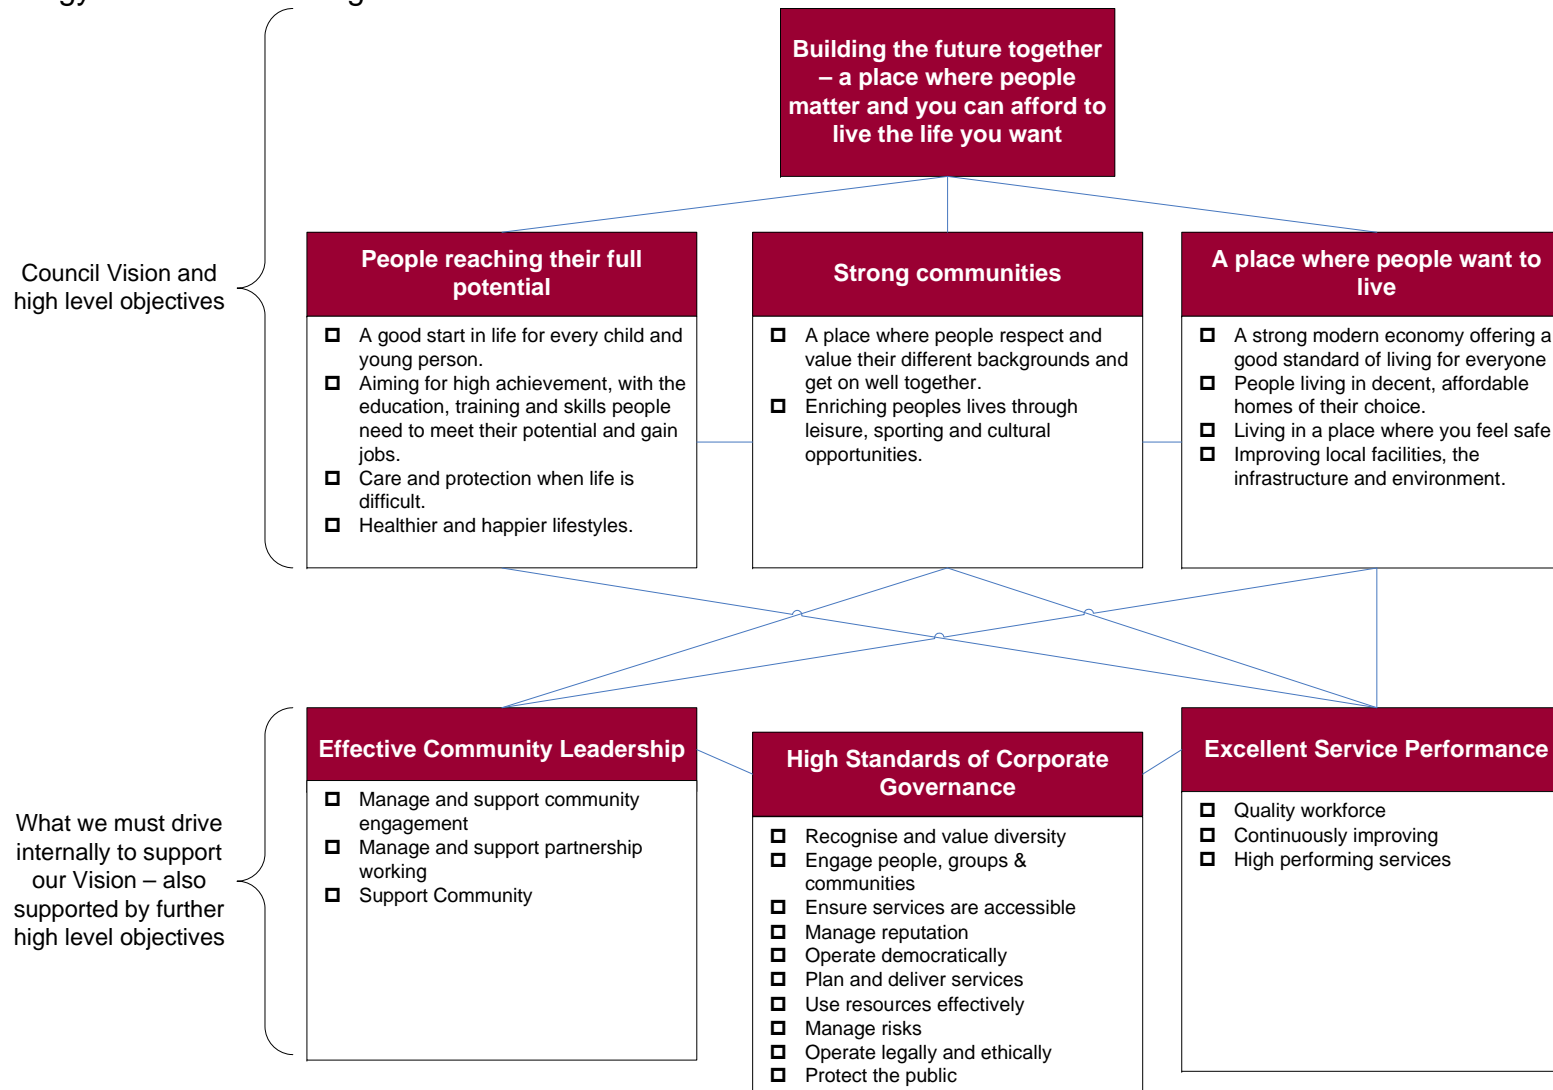 Building the future together
– a place where people
matter and you can afford to
live the life you want
Council Vision and
high level objectives
People reaching their full
potential
A good start in life for every child and
young person.
Aiming for high achievement, with the
education, training and skills people
need to meet their potential and gain
jobs.
Care and protection when life is
difficult.
Healthier and happier lifestyles.
Strong communities
A place where people respect and
value their different backgrounds and
get on well together.
Enriching peoples lives through
leisure, sporting and cultural
opportunities.
A place where people want to
live
A strong modern economy offering a
good standard of living for everyone
People living in decent, affordable
homes of their choice.
Living in a place where you feel safe
Improving local facilities, the
infrastructure and environment.
What we must drive
internally to support
our Vision – also
supported by further
high level objectives
Effective Community Leadership
Manage and support community
engagement
Manage and support partnership
working
Support Community
High Standards of Corporate
Governance
Recognise and value diversity
Engage people, groups &
communities
Ensure services are accessible
Manage reputation
Operate democratically
Plan and deliver services
Use resources effectively
Manage risks
Operate legally and ethically
Protect the public
Excellent Service Performance
Quality workforce
Continuously improving
High performing services